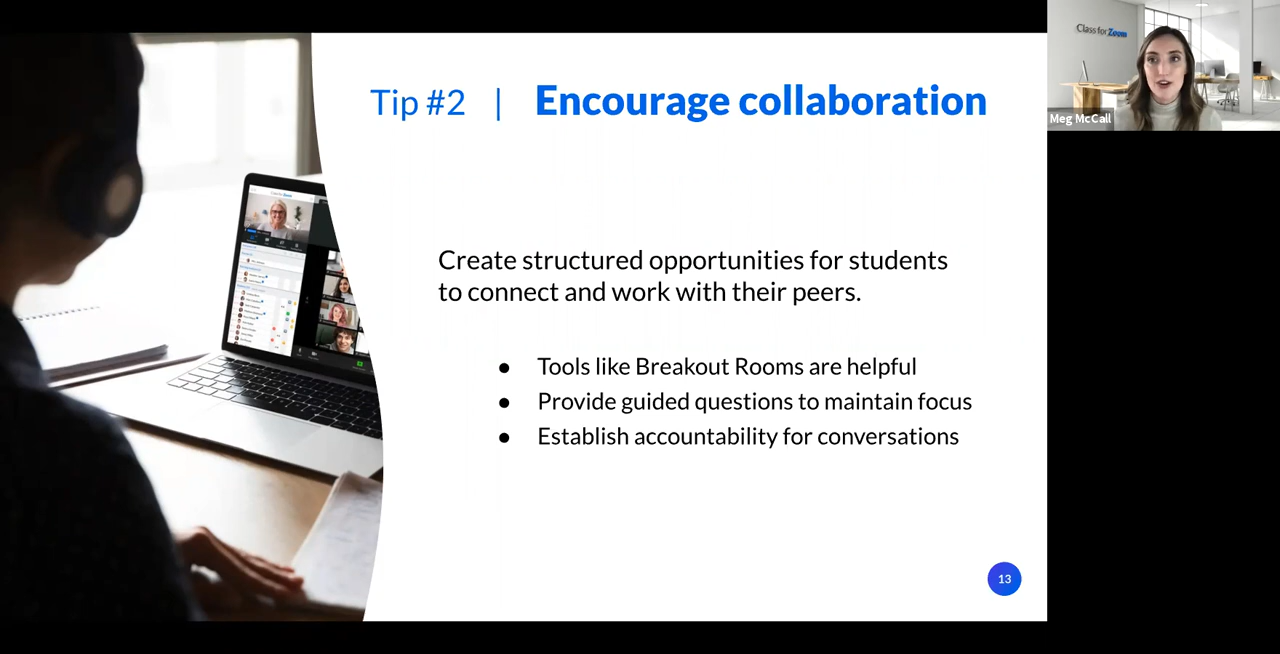 Tip #2 | Encourage collaboration
Create structured opportunities for students
to connect and work with their peers.
● Tools like Breakout Rooms are helpful
● Provide guided questions to maintain focus
● Establish accountability for conversations
13
Class for Zoom
Meg McCall